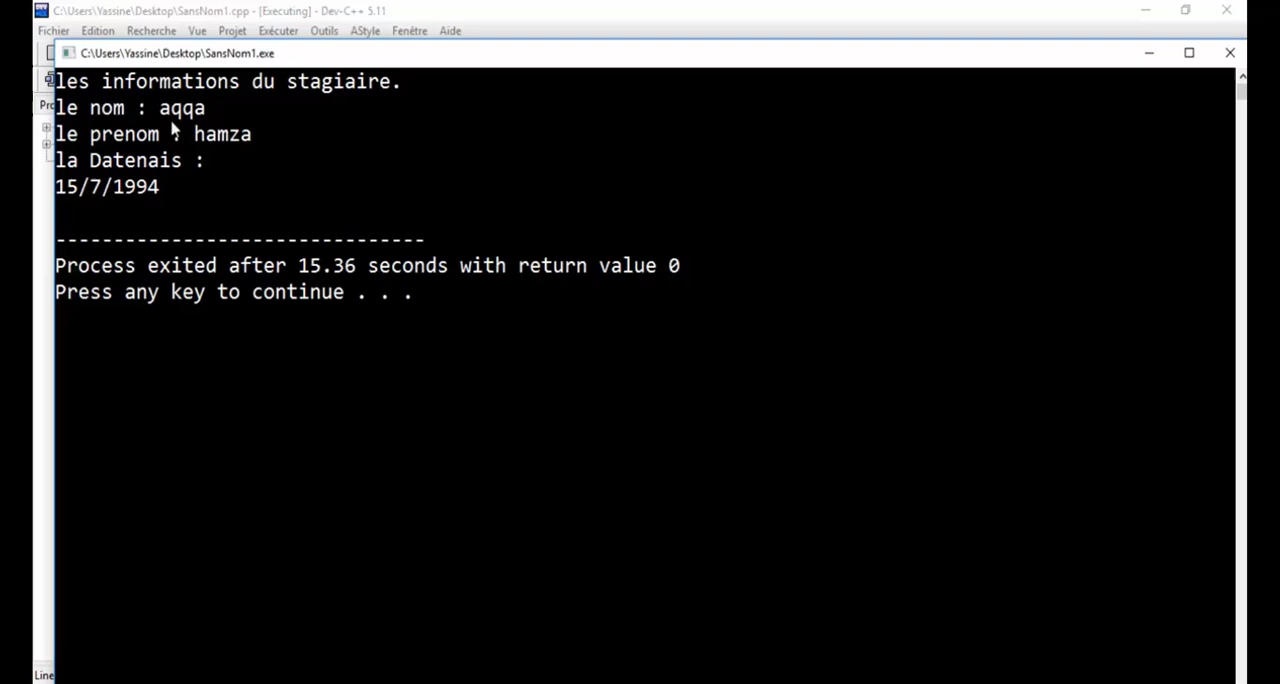 C:\Users\Yassine\Desktop\SansNom1.cpp - [Executing] - Dev-C++ 5.11
Fichier Edition Recherche Vue Projet Exécuter Outils AStyle Fenêtre Aide
C:\Users\Yassine\Desktop\SansNom1.exe
les informations du stagiaire.
le nom : aqqa
le prenom : hamza
la Datenais :
15/7/1994
--------------------------------
Process exited after 15.36 seconds with return value 0
Press any key to continue . . .
Line